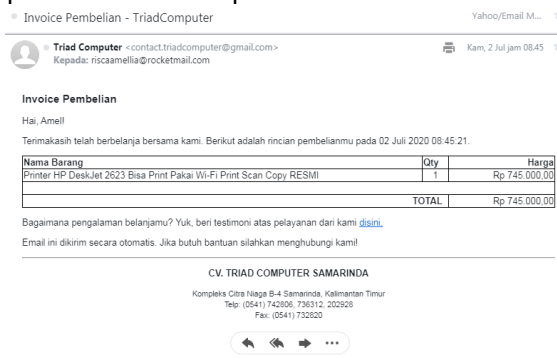 Invoice Pembelian - TriadComputer
Yahoo/Email M...
Triad Computer <contact.triadcomputer@gmail.com>
Kam, 2 Jul jam 08.45
Kepada: riscaamellia@rocketmail.com
Invoice Pembelian
Hai, Amel!
Terimakasih telah berbelanja bersama kami. Berikut adalah rincian pembelianmu pada 02 Juli 2020 08:45:21.
Nama Barang Qty Harga
Printer HP DeskJet 2623 Bisa Print Pakai Wi-Fi Print Scan Copy RESMI 1 Rp 745.000,00
TOTAL Rp 745.000,00
Bagaimana pengalaman belanjamu? Yuk, beri testimoni atas pelayanan dari kami disini.
Email ini dikirim secara otomatis. Jika butuh bantuan silahkan menghubungi kami!
CV. TRIAD COMPUTER SAMARINDA
Kompleks Citra Niaga B-4 Samarinda, Kalimantan Timur
Telp: (0541) 742806, 736312, 202928
Fax: (0541) 732820